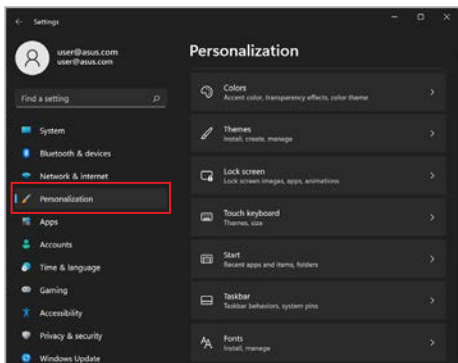 Settings
user@asus.com
user@asus.com
Find a setting
System
Bluetooth & devices
Network & internet
Personalization
Apps
Accounts
Time & language
Gaming
Accessibility
Privacy & security
Windows Update
Personalization
Colors
Accent color, transparency effects, color theme
Themes
Install, create, manage
Lock screen
Lock screen images, apps, animations
Touch keyboard
Themes, size
Start
Recent apps and items, folders
Taskbar
Taskbar behaviors, system pins
Fonts
Install, manage